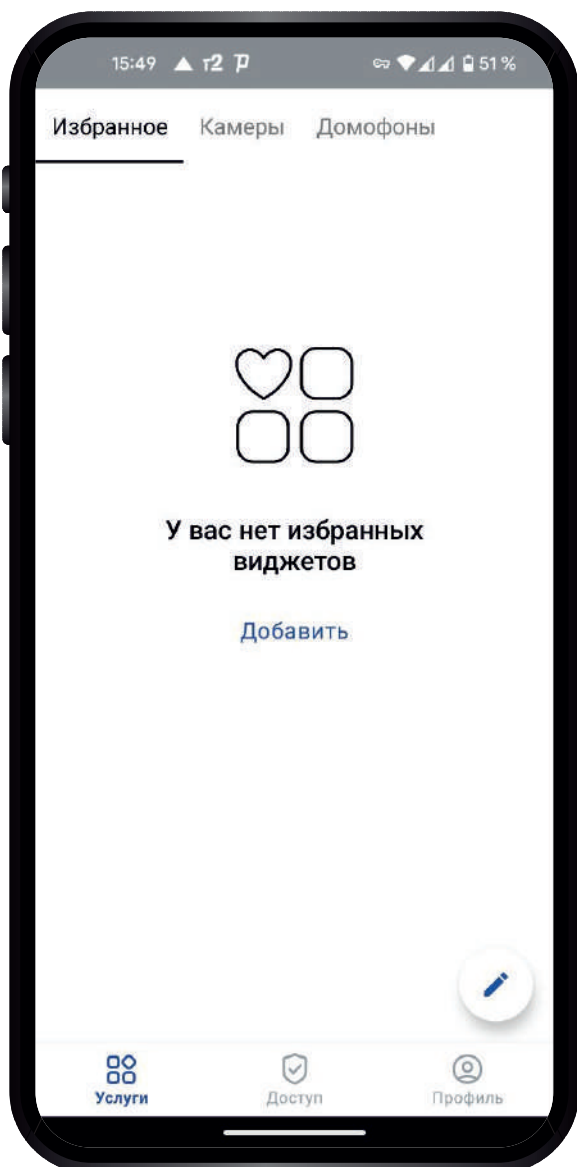 15:49 т2 51 %
Избранное Камеры Домофоны
У вас нет избранных
виджетов
Добавить
Услуги Доступ Профиль